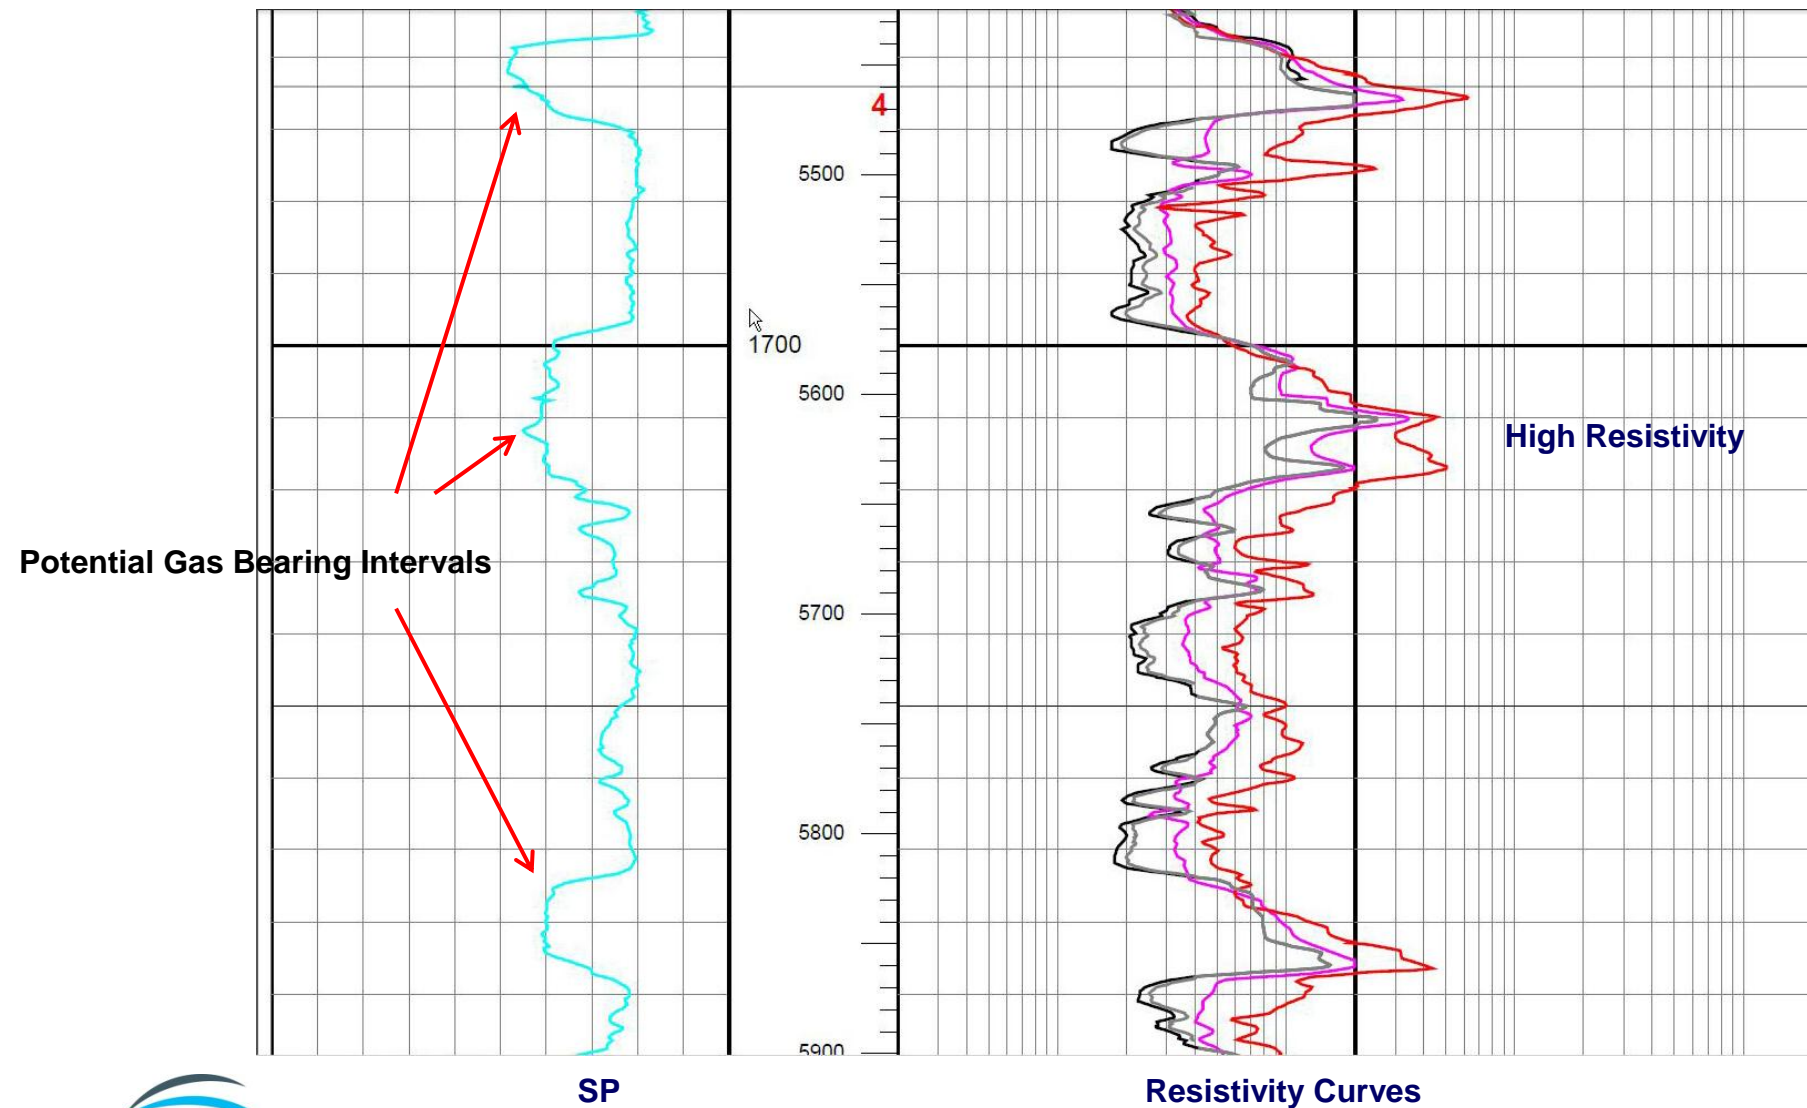 4
5500
1700
5600
High Resistivity
Potential Gas Bearing Intervals
5700
5800
5900
SP
Resistivity Curves